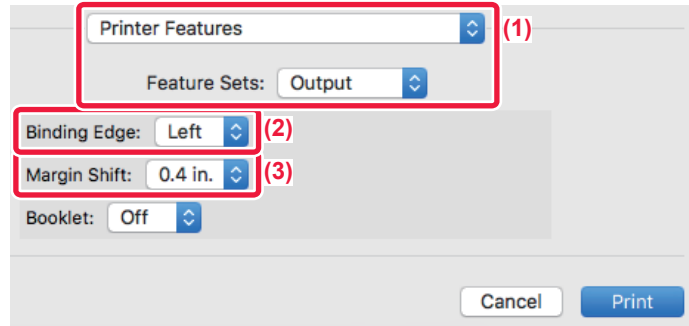 Printer Features (1)
Feature Sets: Output
Binding Edge: Left (2)
Margin Shift: 0.4 in. (3)
Booklet: Off
Cancel Print